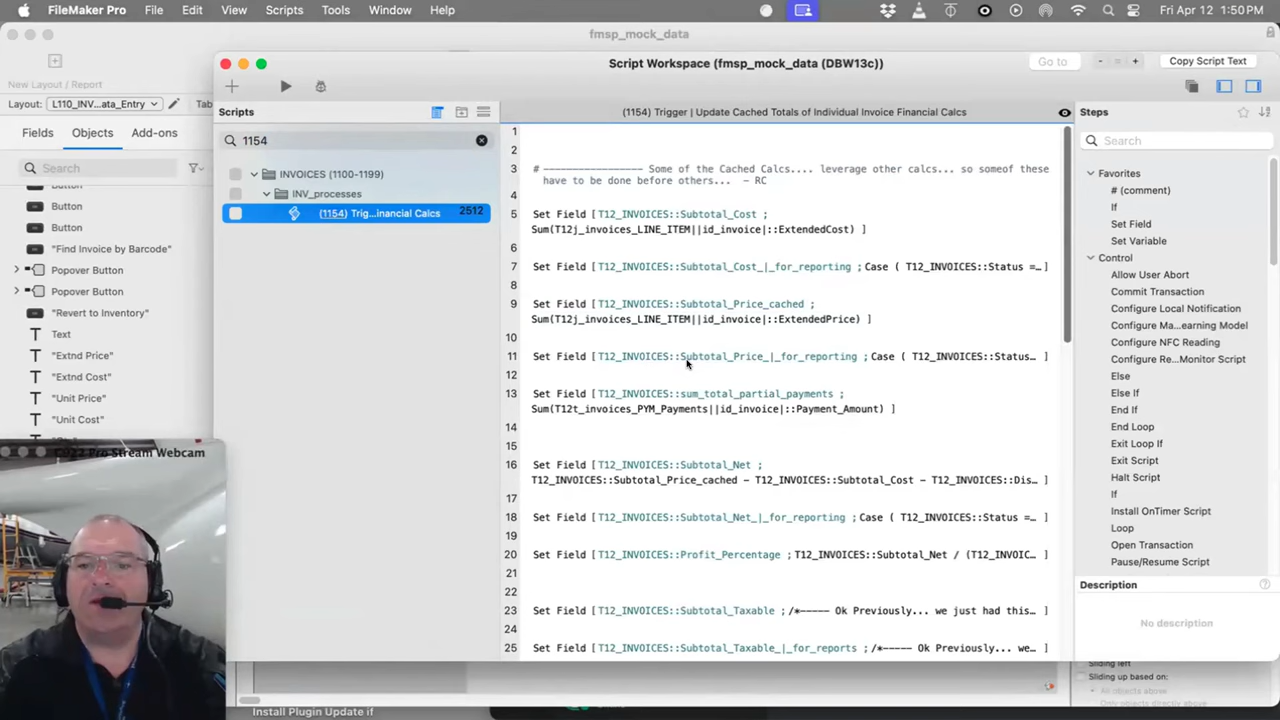 FileMaker Pro File Edit View Scripts Tools Window Help Fri Apr 12 1:50 PM
fmsp_mock_data
Script Workspace (fmsp_mock_data (DBW13c)) Go to - = + Copy Script Text
New Layout / Report
Layout: L110_INV...ata_Entry Tab
Fields Objects Add-ons
Search
Button
Button
Button
"Find Invoice by Barcode"
Popover Button
Popover Button
"Revert to Inventory"
Text
"Extnd Price"
"Extnd Cost"
"Unit Price"
"Unit Cost"
C922 Pro Stream Webcam
Install Plugin Update if
Scripts
1154
INVOICES (1100-1199)
INV_processes
(1154) Trig...inancial Calcs 2512
(1154) Trigger | Update Cached Totals of Individual Invoice Financial Calcs
1
2
3 # ---------------- Some of the Cached Calcs.... leverage other calcs... so someof these
have to be done before others... - RC
4
5 Set Field [ T12_INVOICES::Subtotal_Cost ;
Sum(T12j_invoices_LINE_ITEM||id_invoice|::ExtendedCost) ]
6
7 Set Field [ T12_INVOICES::Subtotal_Cost_|_for_reporting ; Case ( T12_INVOICES::Status =… ]
8
9 Set Field [ T12_INVOICES::Subtotal_Price_cached ;
Sum(T12j_invoices_LINE_ITEM||id_invoice|::ExtendedPrice) ]
10
11 Set Field [ T12_INVOICES::Subtotal_Price_|_for_reporting ; Case ( T12_INVOICES::Status… ]
12
13 Set Field [ T12_INVOICES::sum_total_partial_payments ;
Sum(T12t_invoices_PYM_Payments||id_invoice|::Payment_Amount) ]
14
15
16 Set Field [ T12_INVOICES::Subtotal_Net ;
T12_INVOICES::Subtotal_Price_cached - T12_INVOICES::Subtotal_Cost - T12_INVOICES::Dis… ]
17
18 Set Field [ T12_INVOICES::Subtotal_Net_|_for_reporting ; Case ( T12_INVOICES::Status =… ]
19
20 Set Field [ T12_INVOICES::Profit_Percentage ; T12_INVOICES::Subtotal_Net / (T12_INVOIC… ]
21
22
23 Set Field [ T12_INVOICES::Subtotal_Taxable ; /*----- Ok Previously... we just had this… ]
24
25 Set Field [ T12_INVOICES::Subtotal_Taxable_|_for_reports ; /*----- Ok Previously... we… ]
Steps
Search
Favorites
# (comment)
If
Set Field
Set Variable
Control
Allow User Abort
Commit Transaction
Configure Local Notification
Configure Ma...earning Model
Configure NFC Reading
Configure Re...Monitor Script
Else
Else If
End If
End Loop
Exit Loop If
Exit Script
Halt Script
If
Install OnTimer Script
Loop
Open Transaction
Pause/Resume Script
Description
No description
Sliding left
Sliding up based on:
All objects above